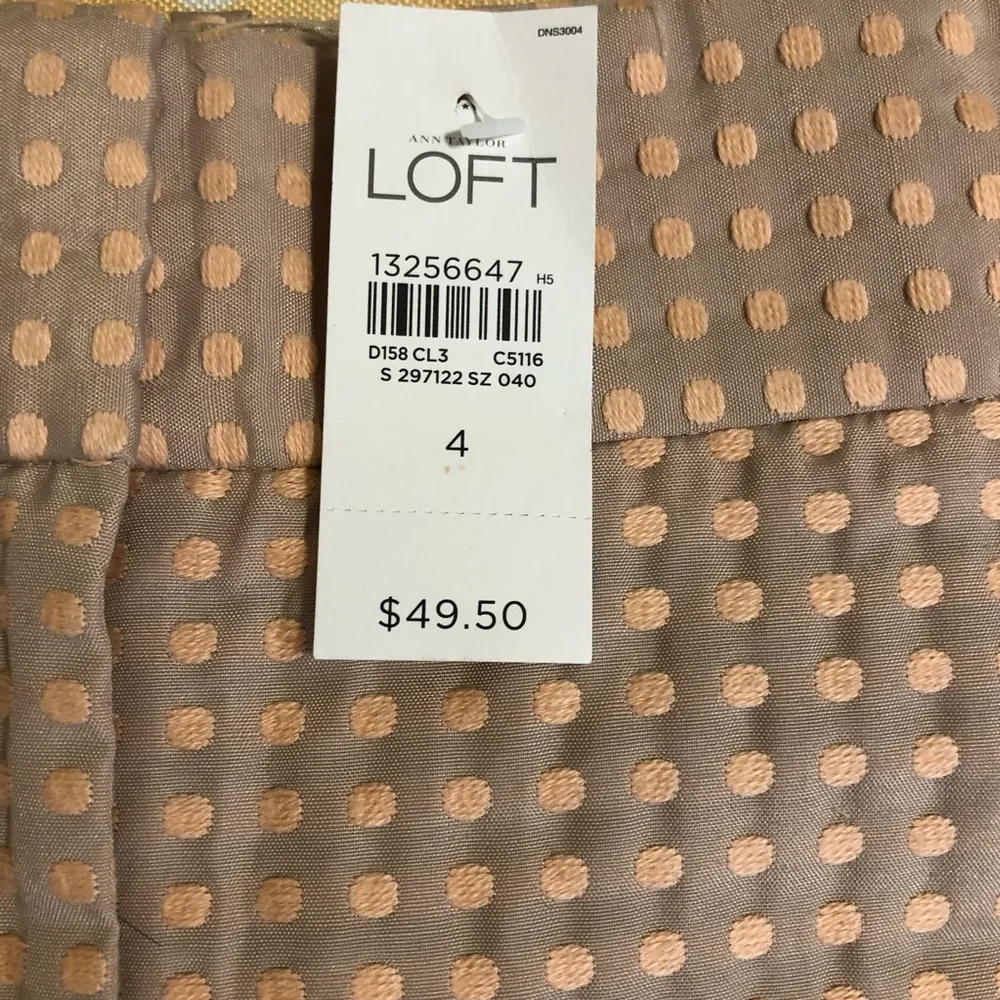 DNS3004
ANN TAYLOR
LOFT
13256647 H5
D158 CL3 C5116
S 297122 SZ 040
4
$49.50